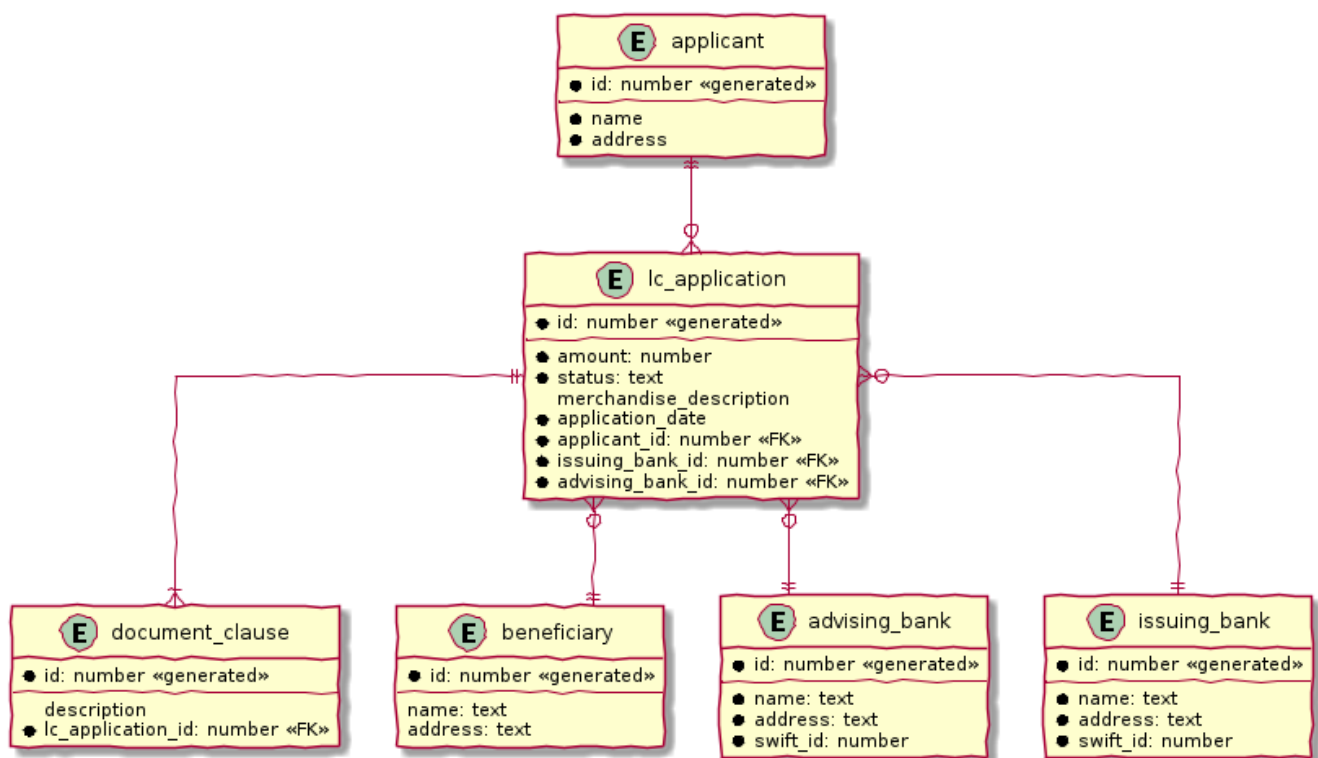 E applicant
id: number «generated»
name
address
E lc_application
id: number «generated»
amount: number
status: text
merchandise_description
application_date
applicant_id: number «FK»
issuing_bank_id: number «FK»
advising_bank_id: number «FK»
E document_clause
id: number «generated»
description
lc_application_id: number «FK»
E beneficiary
id: number «generated»
name: text
address: text
E advising_bank
id: number «generated»
name: text
address: text
swift_id: number
E issuing_bank
id: number «generated»
name: text
address: text
swift_id: number